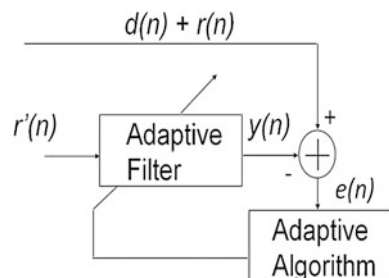 d(n) + r(n)
r'(n)
Adaptive
Filter
y(n)
+
-
e(n)
Adaptive
Algorithm